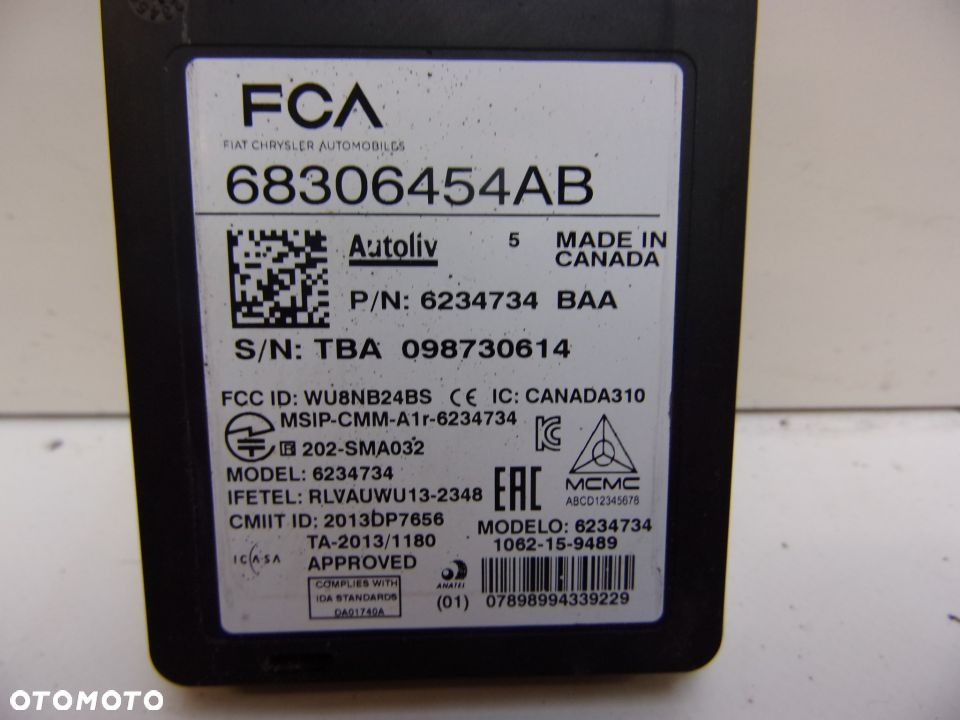 FCA
FIAT CHRYSLER AUTOMOBILES
68306454AB
Autoliv 5 MADE IN
CANADA
P/N: 6234734 BAA
S/N: TBA 098730614
FCC ID: WU8NB24BS CE IC: CANADA310
MSIP-CMM-A1r-6234734
R 202-SMA032
KC
MCMC
ABCD12345678
MODEL: 6234734
EAC
IFETEL: RLVAUWU13-2348
CMIIT ID: 2013DP7656
MODELO: 6234734
TA-2013/1180
1062-15-9489
ICASA APPROVED
COMPLIES WITH
IDA STANDARDS
DA01740A
ANATEL
(01) 07898994339229
OTOMOTO